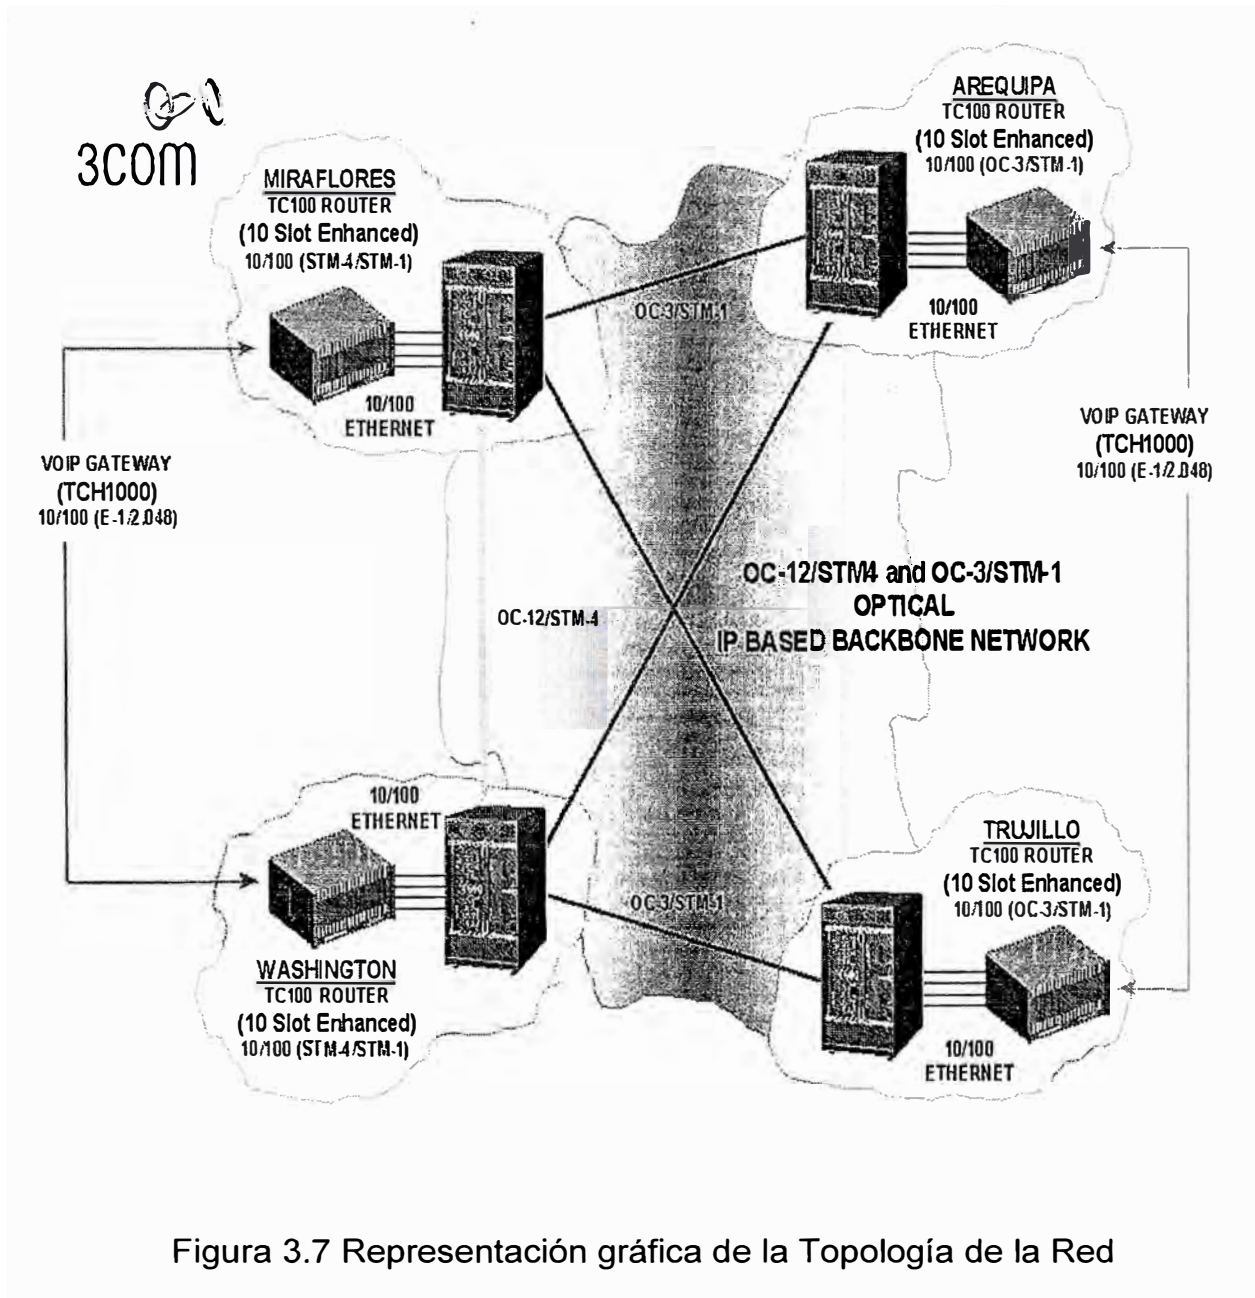 3COM
MIRAFLORES
TC100 ROUTER
(10 Slot Enhanced)
10/100 (STM-4/STM-1)
10/100
ETHERNET
AREQUIPA
TC100 ROUTER
(10 Slot Enhanced)
10/100 (OC-3/STM-1)
10/100
ETHERNET
OC-3/STM-1
VOIP GATEWAY
(TCH1000)
10/100 (E-1/2.048)
VOIP GATEWAY
(TCH1000)
10/100 (E-1/2.048)
OC-12/STM-4
OC-12/STM4 and OC-3/STM-1
OPTICAL
IP BASED BACKBONE NETWORK
10/100
ETHERNET
WASHINGTON
TC100 ROUTER
(10 Slot Enhanced)
10/100 (STM-4/STM-1)
OC-3/STM-1
TRUJILLO
TC100 ROUTER
(10 Slot Enhanced)
10/100 (OC-3/STM-1)
10/100
ETHERNET
Figura 3.7 Representación gráfica de la Topología de la Red